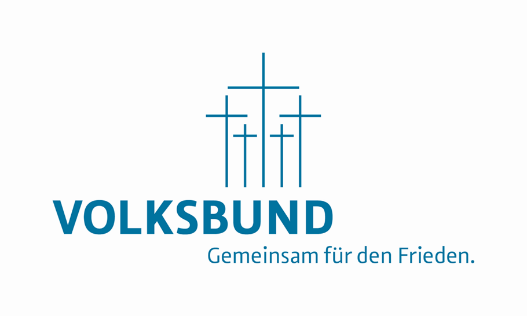 VOLKSBUND
Gemeinsam für den Frieden.